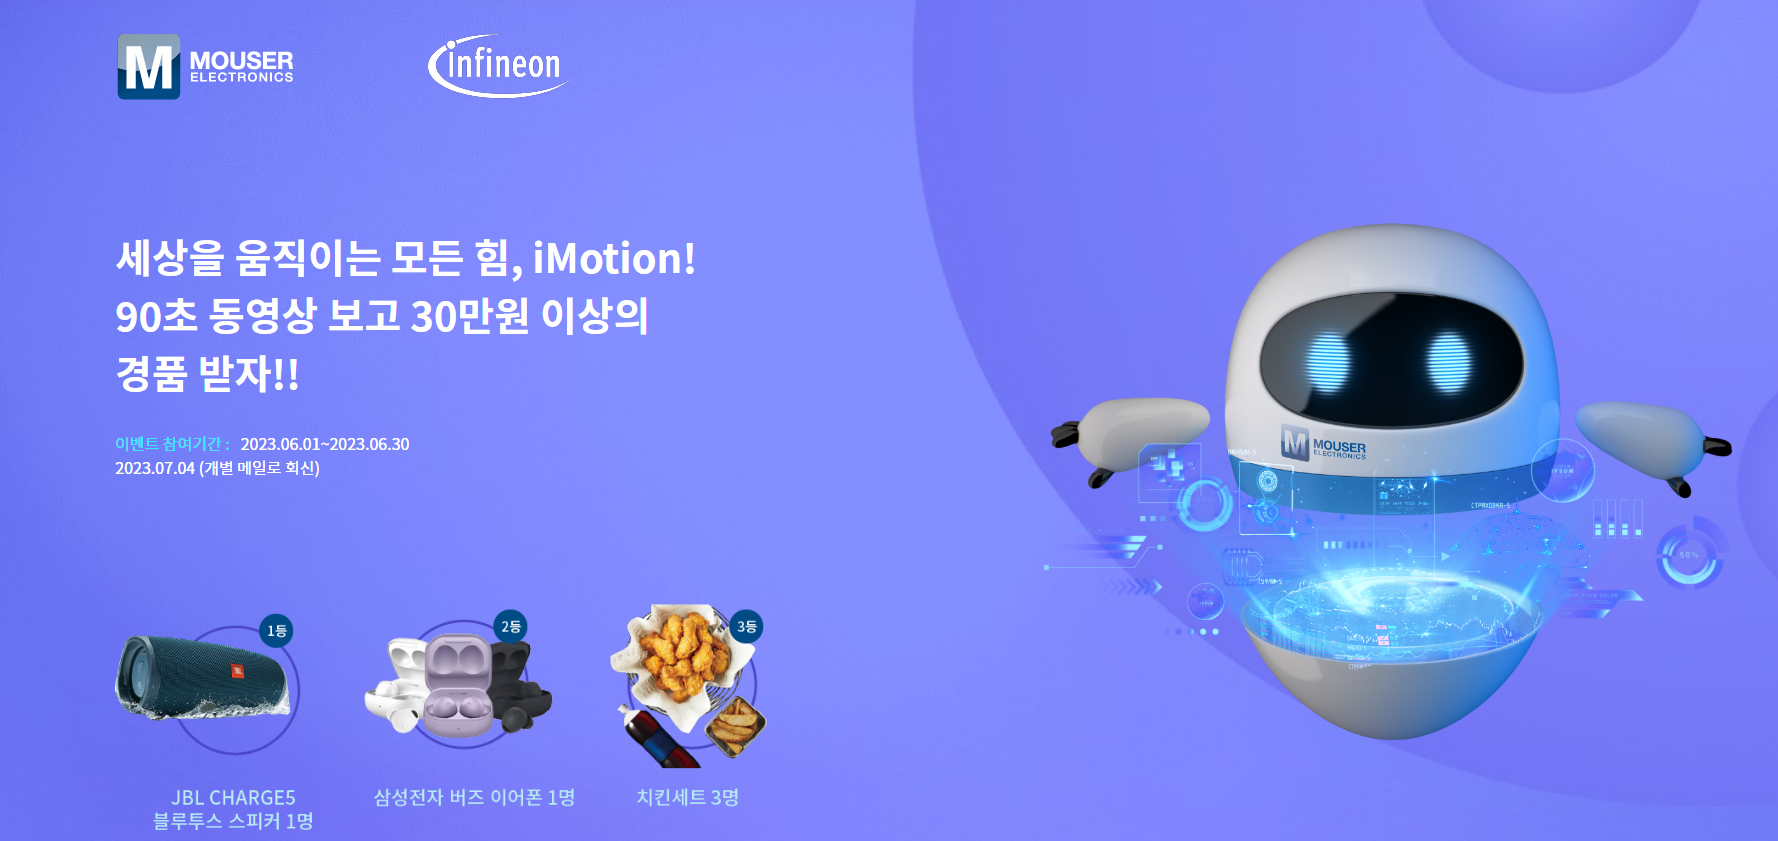 MOUSER
ELECTRONICS
infineon
세상을 움직이는 모든 힘, iMotion!
90초 동영상 보고 30만원 이상의
경품 받자!!
이벤트 참여기간 : 2023.06.01~2023.06.30
2023.07.04 (개별 메일로 회신)
M MOUSER
ELECTRONICS
50%
1등
2등
3등
JBL CHARGE5
블루투스 스피커 1명
삼성전자 버즈 이어폰 1명
치킨세트 3명